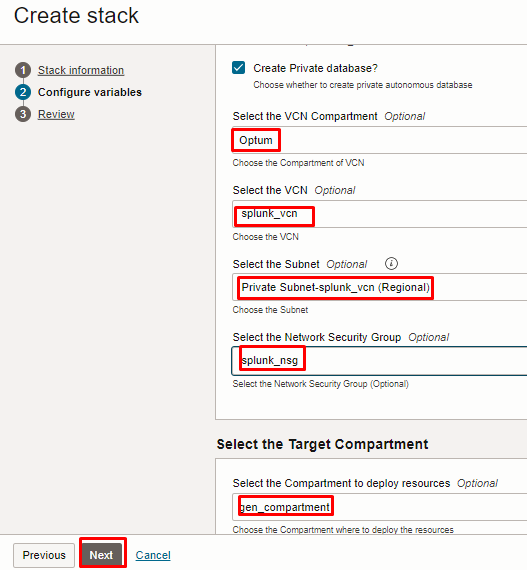 Create stack
1 Stack information
2 Configure variables
3 Review
Create Private database?
Choose whether to create private autonomous database
Select the VCN Compartment Optional
Optum
Choose the Compartment of VCN
Select the VCN Optional
splunk_vcn
Choose the VCN
Select the Subnet Optional
Private Subnet-splunk_vcn (Regional)
Choose the Subnet
Select the Network Security Group Optional
splunk_nsg
Select the Network Security Group (Optional)
Select the Target Compartment
Select the Compartment to deploy resources Optional
gen_compartment
Choose the Compartment where to deploy the resources
Previous Next Cancel